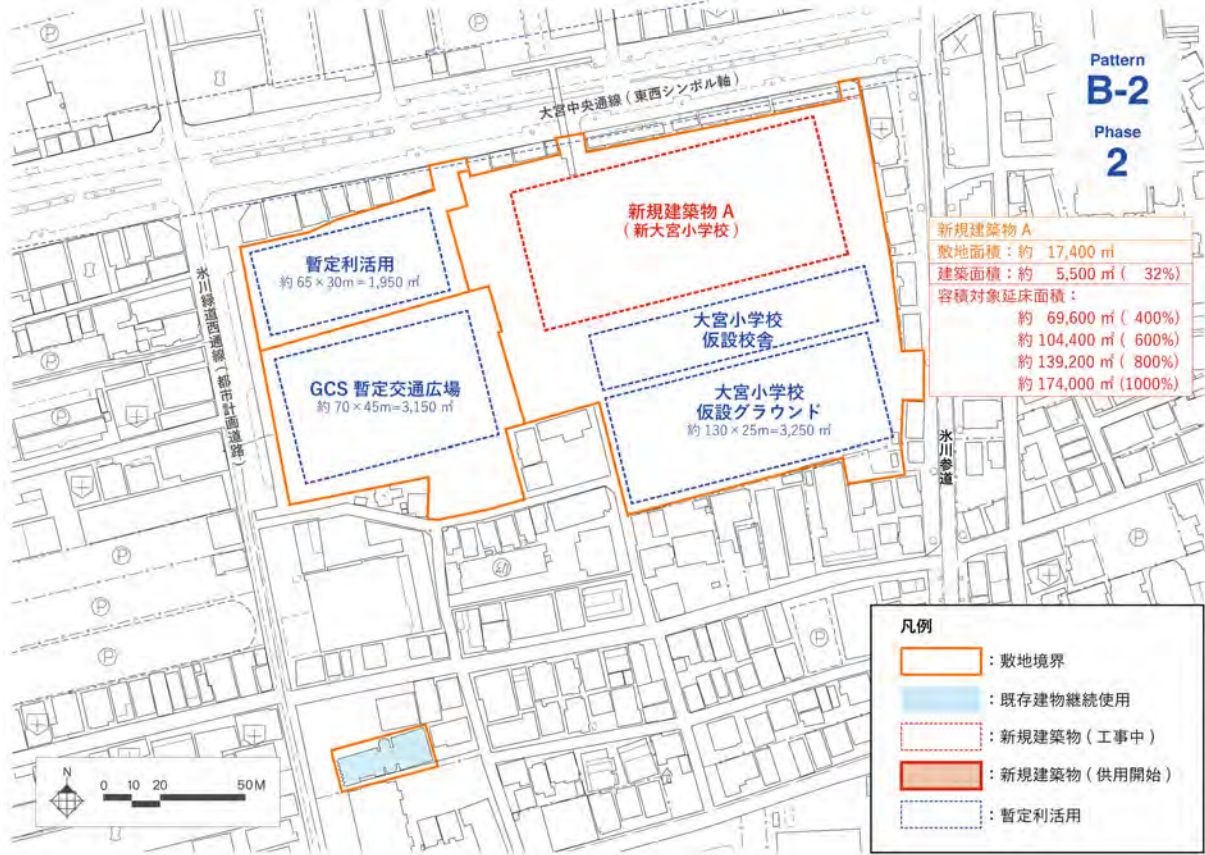 Pattern
B-2
Phase
2
大宮中央通線(東西シンボル軸)
新規建築物 A
(新大宮小学校)
暫定利活用
約 65×30m=1,950 ㎡
大宮小学校
仮設校舎
GCS 暫定交通広場
約 70×45m=3,150 ㎡
大宮小学校
仮設グラウンド
約 130×25m=3,250 ㎡
氷川緑道西通線(都市計画道路)
氷川参道
新規建築物 A
敷地面積:約 17,400 ㎡
建築面積:約 5,500 ㎡( 32%)
容積対象延床面積:
約 69,600 ㎡( 400%)
約 104,400 ㎡( 600%)
約 139,200 ㎡( 800%)
約 174,000 ㎡(1000%)
P
P
P
P
P
P
幼
凡例
:敷地境界
:既存建物継続使用
:新規建築物(工事中)
:新規建築物(供用開始)
:暫定利活用
N
0 10 20 50M